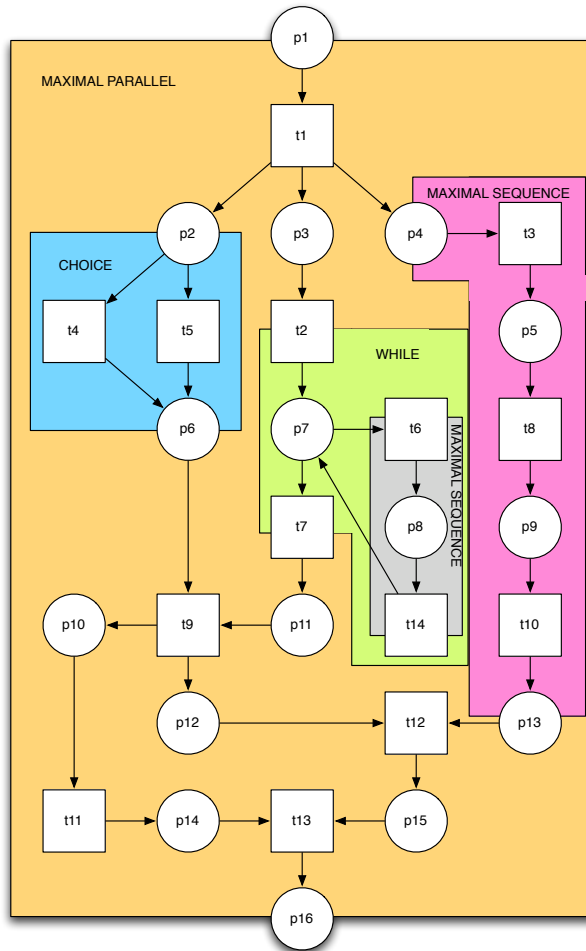 p1
MAXIMAL PARALLEL
t1
MAXIMAL SEQUENCE
p2
p3
p4
t3
CHOICE
t4
t5
t2
p5
WHILE
p6
p7
t6
MAXIMAL SEQUENCE
t8
t7
p8
p9
p10
t9
p11
t14
t10
p12
t12
p13
t11
p14
t13
p15
p16